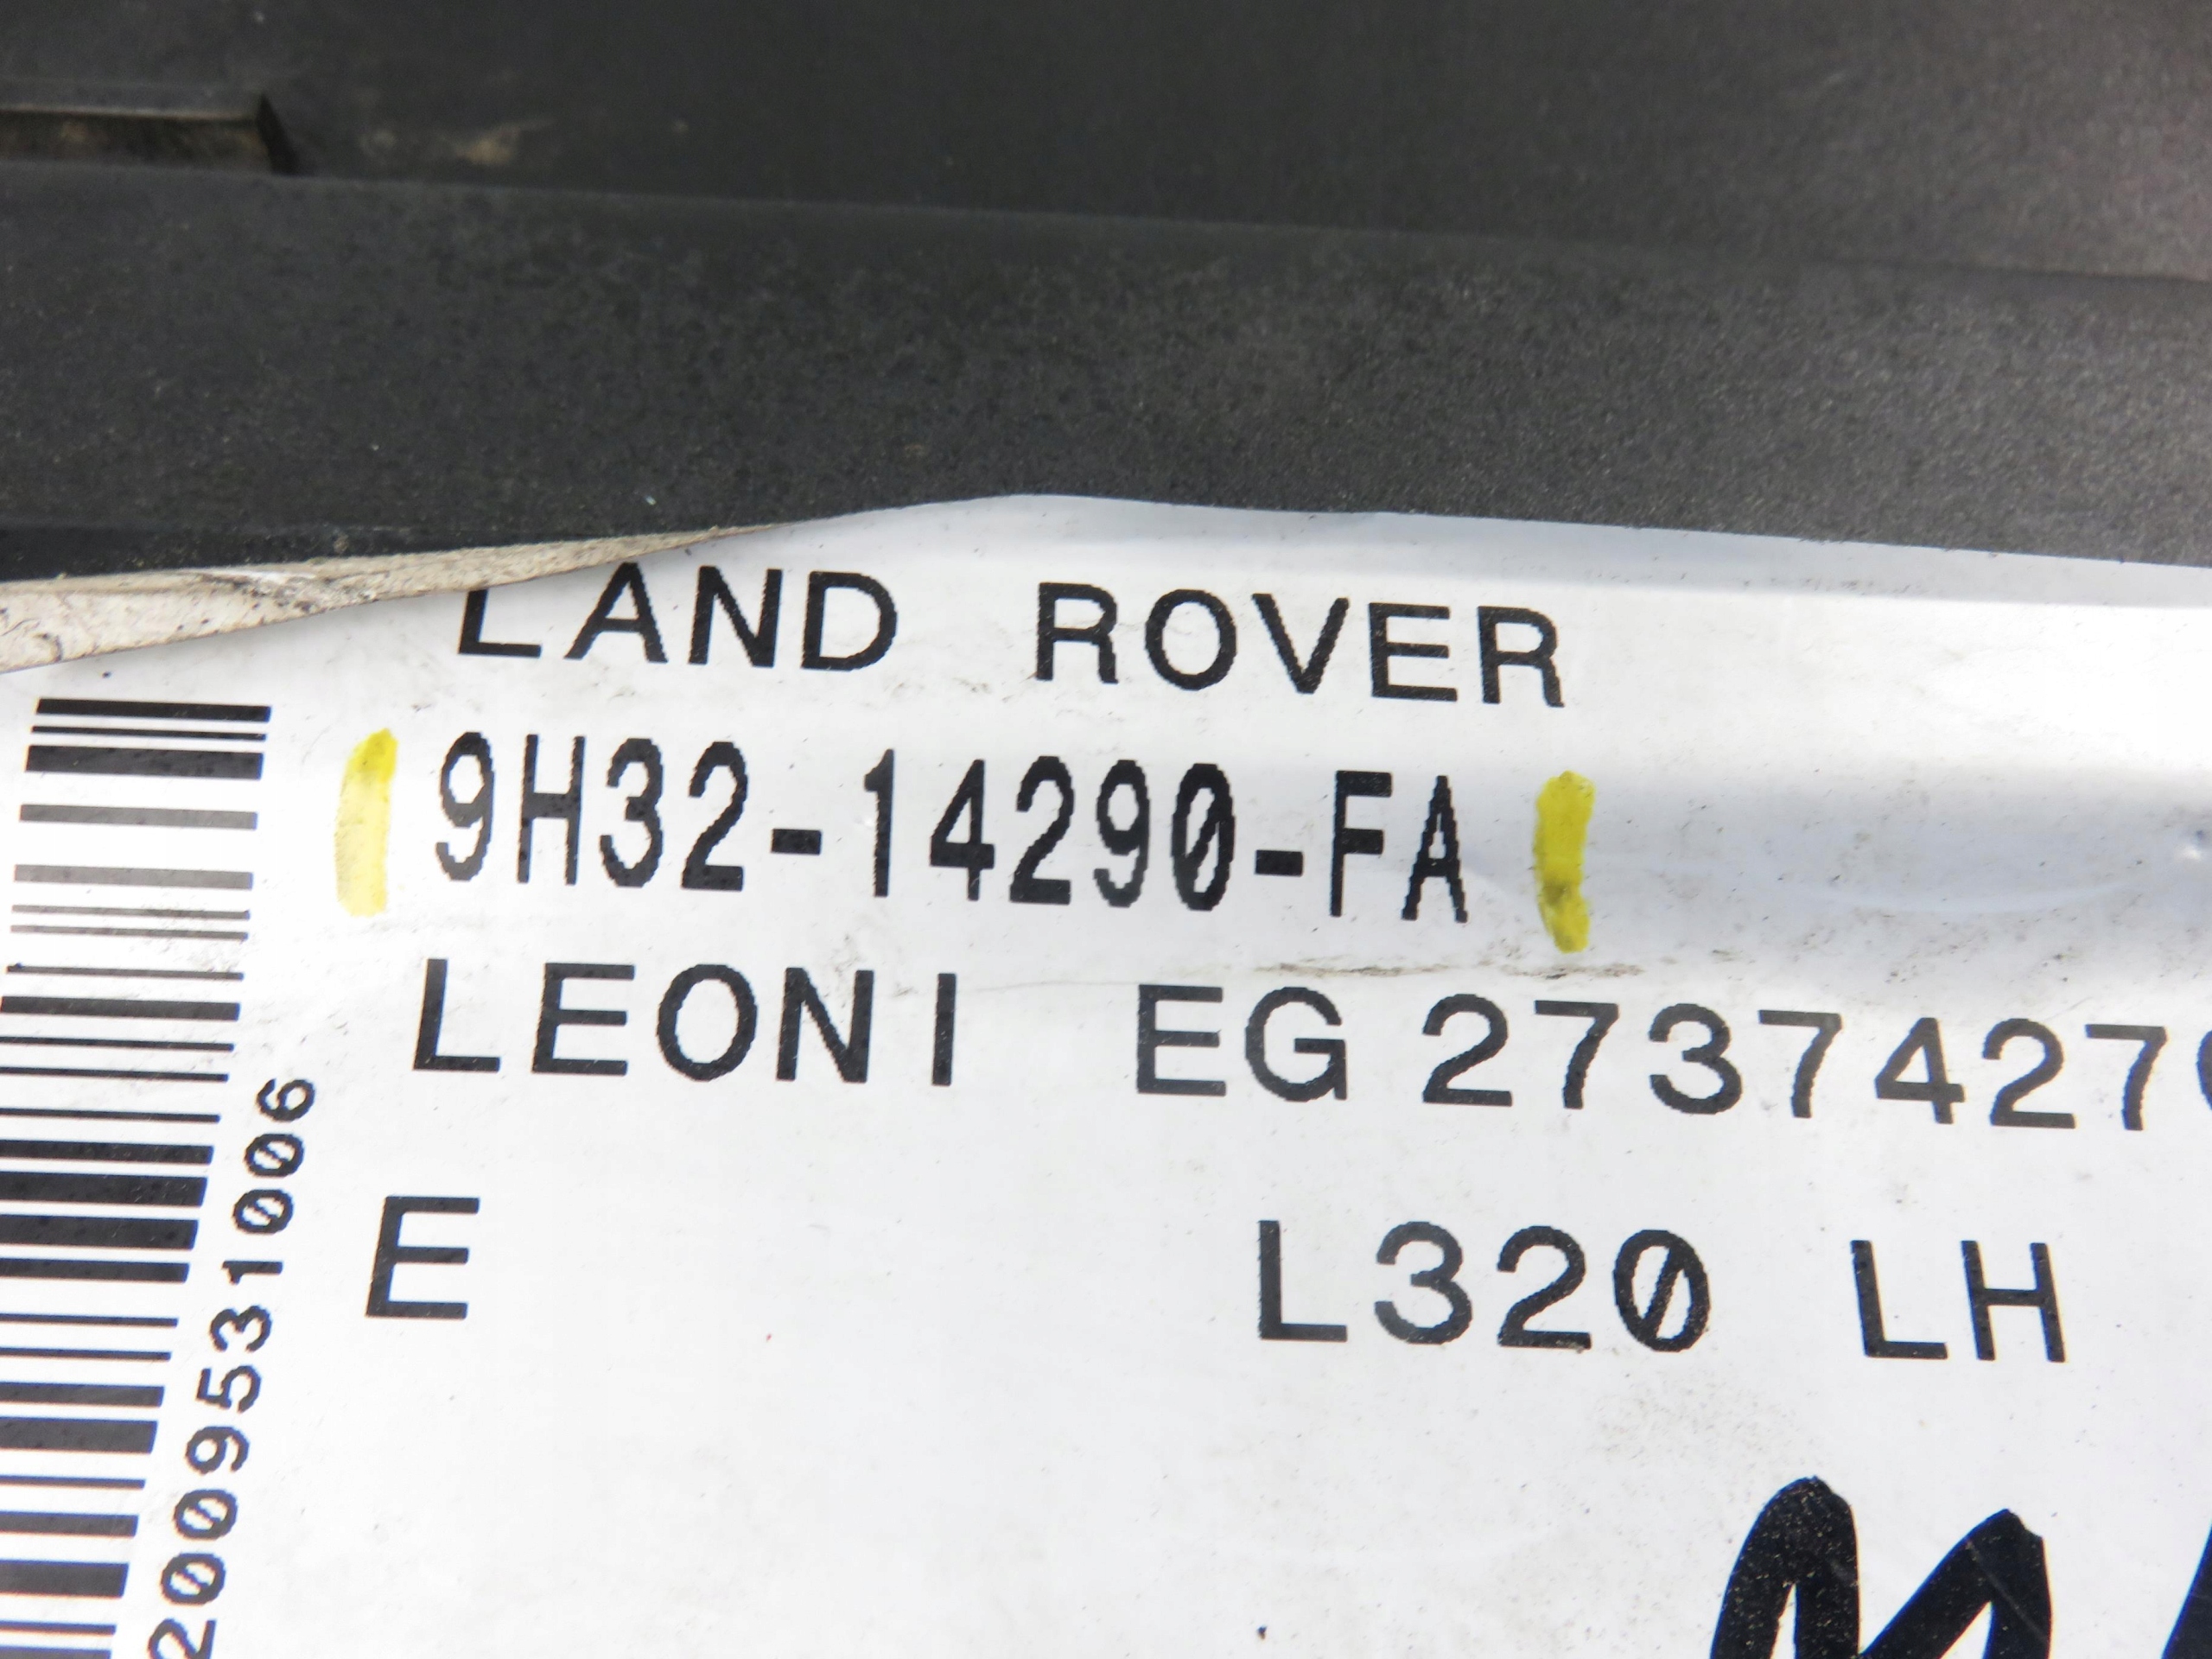 LAND ROVER
9H32-14290-FA
LEONI EG 2737427
E L320 LH
2009531006